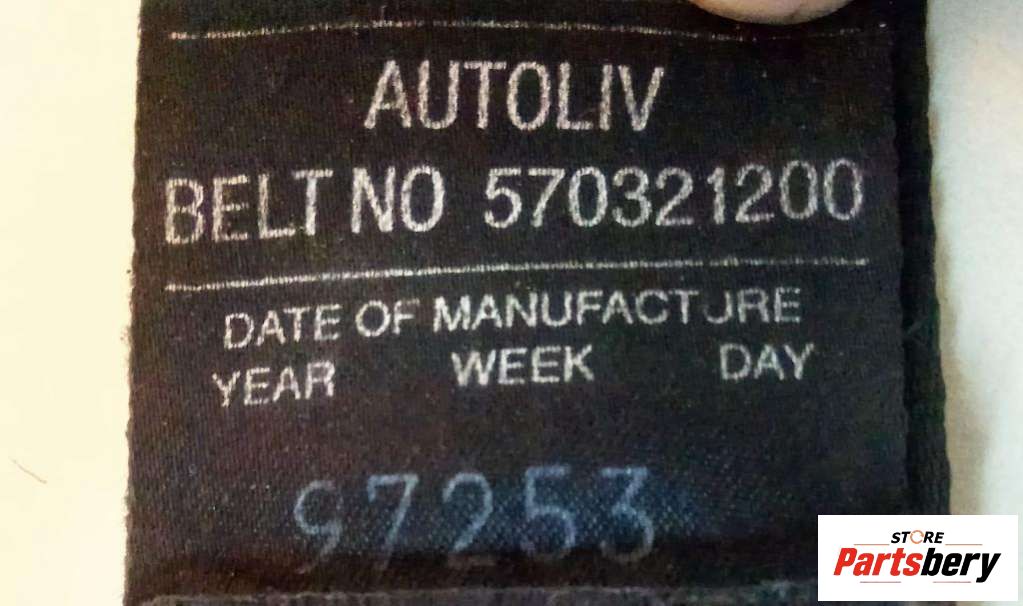 AUTOLIV
BELT NO 570321200
DATE OF MANUFACTURE
YEAR WEEK DAY
97253
STORE
Partsbery